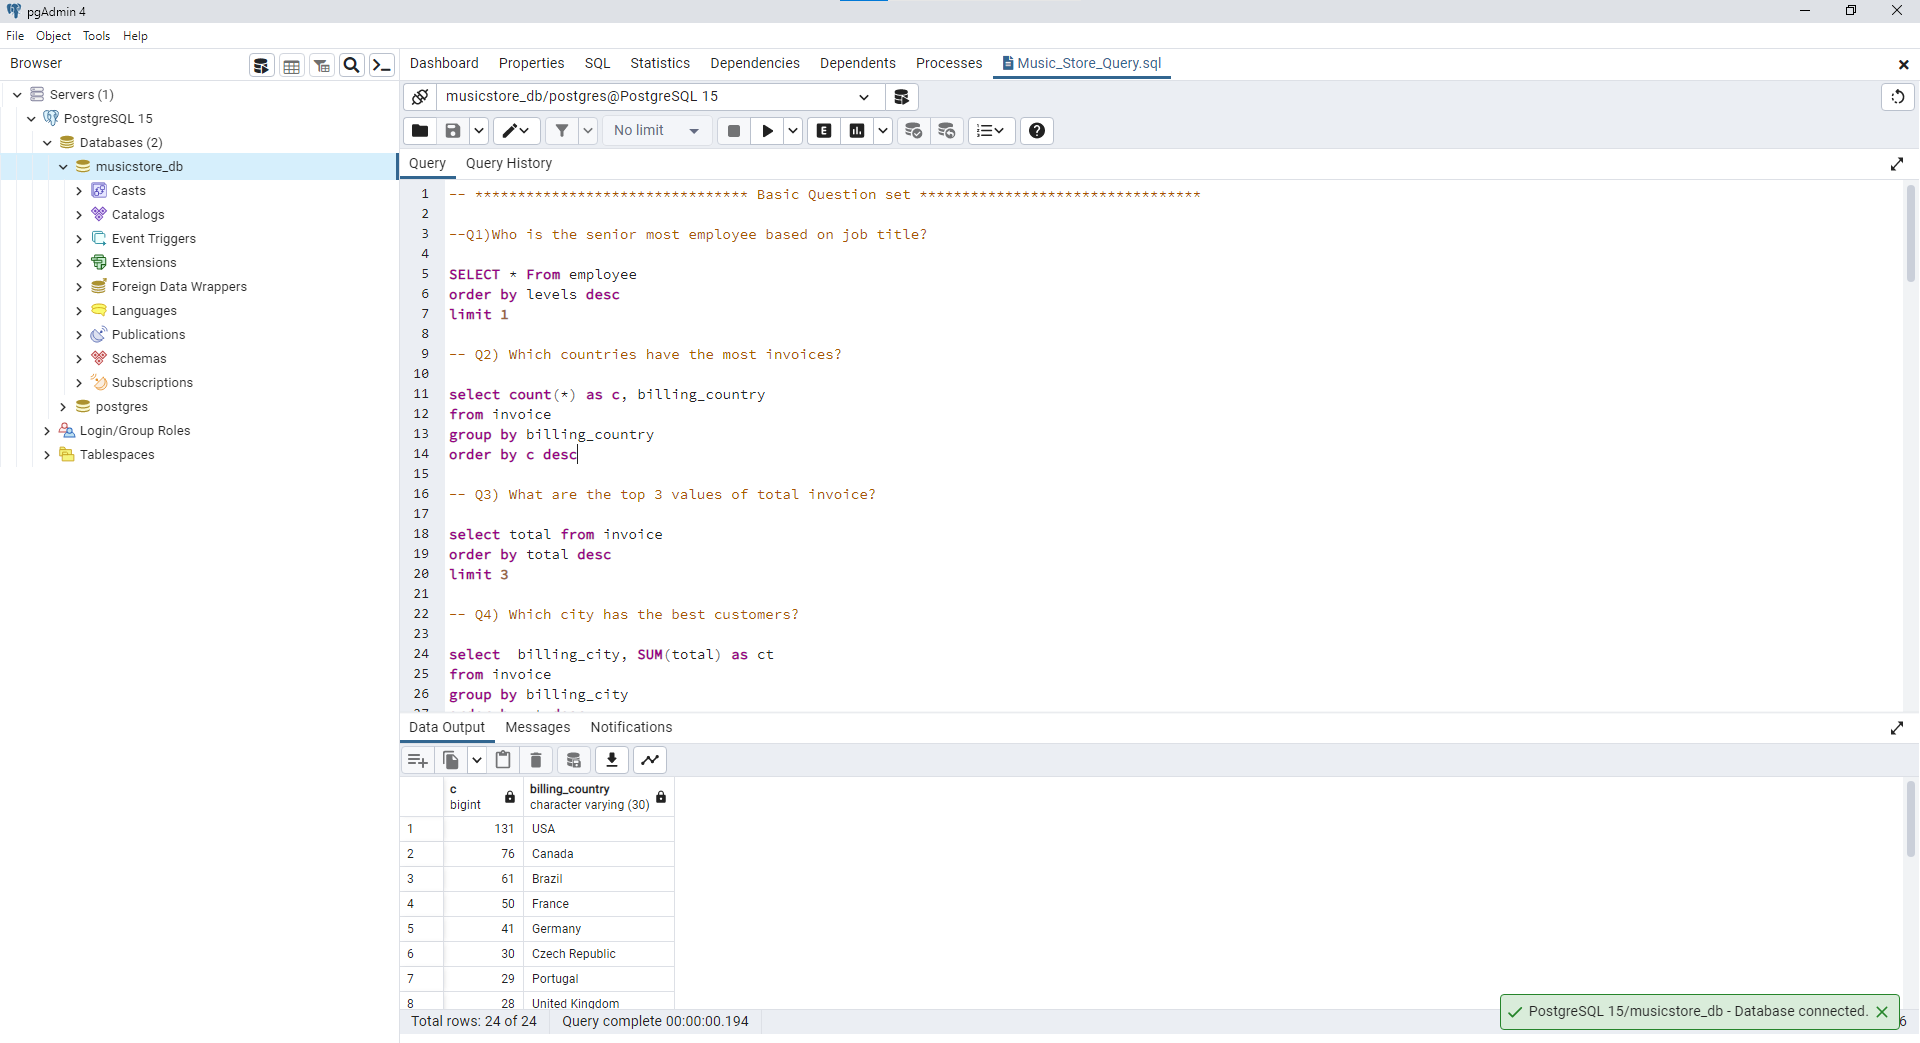 pgAdmin 4
File Object Tools Help
Browser
Dashboard Properties SQL Statistics Dependencies Dependents Processes Music_Store_Query.sql
Servers (1)
PostgreSQL 15
Databases (2)
musicstore_db
Casts
Catalogs
Event Triggers
Extensions
Foreign Data Wrappers
Languages
Publications
Schemas
Subscriptions
postgres
Login/Group Roles
Tablespaces
musicstore_db/postgres@PostgreSQL 15
No limit
E
Query Query History
1 -- ******************************** Basic Question set *********************************
2
3 --Q1)Who is the senior most employee based on job title?
4
5 SELECT * From employee
6 order by levels desc
7 limit 1
8
9 -- Q2) Which countries have the most invoices?
10
11 select count(*) as c, billing_country
12 from invoice
13 group by billing_country
14 order by c desc
15
16 -- Q3) What are the top 3 values of total invoice?
17
18 select total from invoice
19 order by total desc
20 limit 3
21
22 -- Q4) Which city has the best customers?
23
24 select  billing_city, SUM(total) as ct
25 from invoice
26 group by billing_city
Data Output Messages Notifications
c billing_country
bigint character varying (30)
1 131 USA
2 76 Canada
3 61 Brazil
4 50 France
5 41 Germany
6 30 Czech Republic
7 29 Portugal
8 28 United Kingdom
Total rows: 24 of 24 Query complete 00:00:00.194
PostgreSQL 15/musicstore_db - Database connected.
6